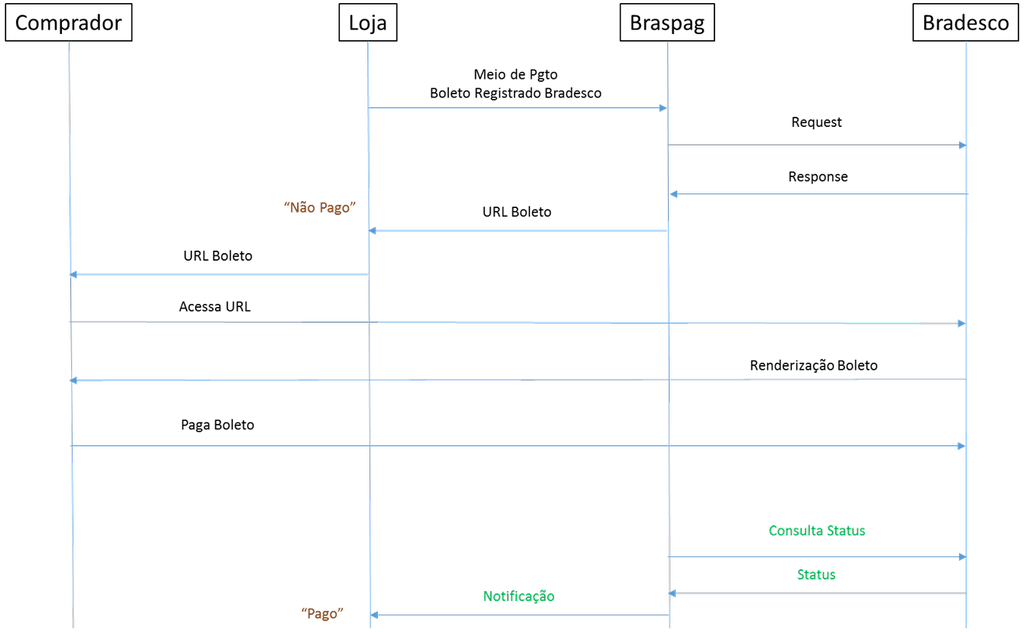 Comprador
Loja
Braspag
Bradesco
Meio de Pgto
Boleto Registrado Bradesco
Request
Response
“Não Pago”
URL Boleto
URL Boleto
Acessa URL
Renderização Boleto
Paga Boleto
Consulta Status
Status
Notificação
“Pago”